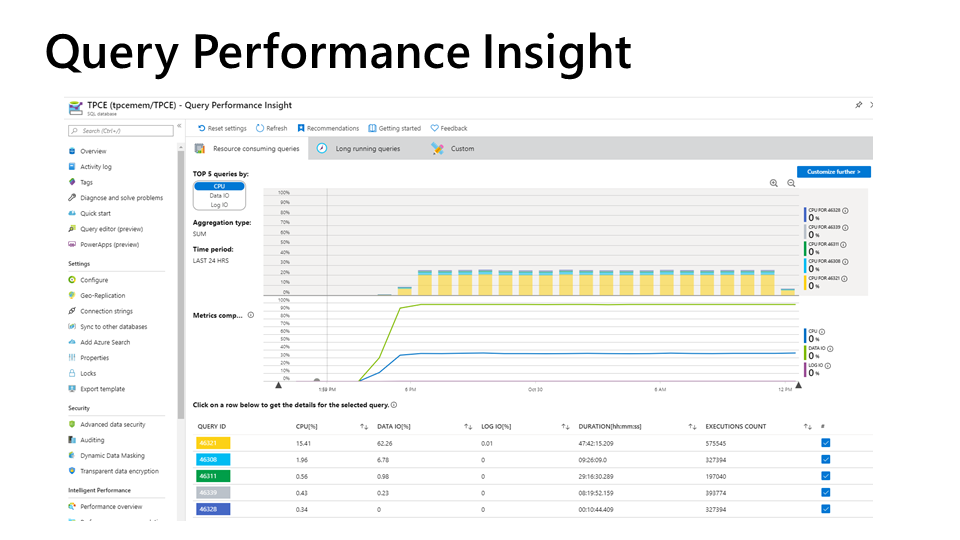 Query Performance Insight
TPCE (tpcemem/TPCE) - Query Performance Insight
SQL database
Search (Ctrl+/)
Overview
Activity log
Tags
Diagnose and solve problems
Quick start
Query editor (preview)
PowerApps (preview)
Settings
Configure
Geo-Replication
Connection strings
Sync to other databases
Add Azure Search
Properties
Locks
Export template
Security
Advanced data security
Auditing
Dynamic Data Masking
Transparent data encryption
Intelligent Performance
Performance overview
Reset settings Refresh Recommendations Getting started Feedback
Resource consuming queries Long running queries Custom
TOP 5 queries by:
CPU
Data IO
Log IO
Aggregation type:
SUM
Time period:
LAST 24 HRS
Customize further >
100%
90%
80%
70%
60%
50%
40%
30%
20%
10%
0%
CPU FOR 46328
0 %
CPU FOR 46339
0 %
CPU FOR 46311
0 %
CPU FOR 46308
0 %
CPU FOR 46321
0 %
Metrics comp...
100%
90%
80%
70%
60%
50%
40%
30%
20%
10%
0%
6 PM Oct 30 6 AM 12 PM
CPU
0 %
DATA IO
0 %
LOG IO
0 %
Click on a row below to get the details for the selected query.
QUERY ID CPU[%] DATA IO[%] LOG IO[%] DURATION[hh:mm:ss] EXECUTIONS COUNT #
46321 15.41 62.26 0.01 47:42:15.209 575545
46308 1.96 6.78 0 09:26:09.0 327394
46311 0.56 0.98 0 29:16:30.289 197040
46339 0.43 0.23 0 08:19:52.159 393774
46328 0.34 0 0 00:10:44.409 327394